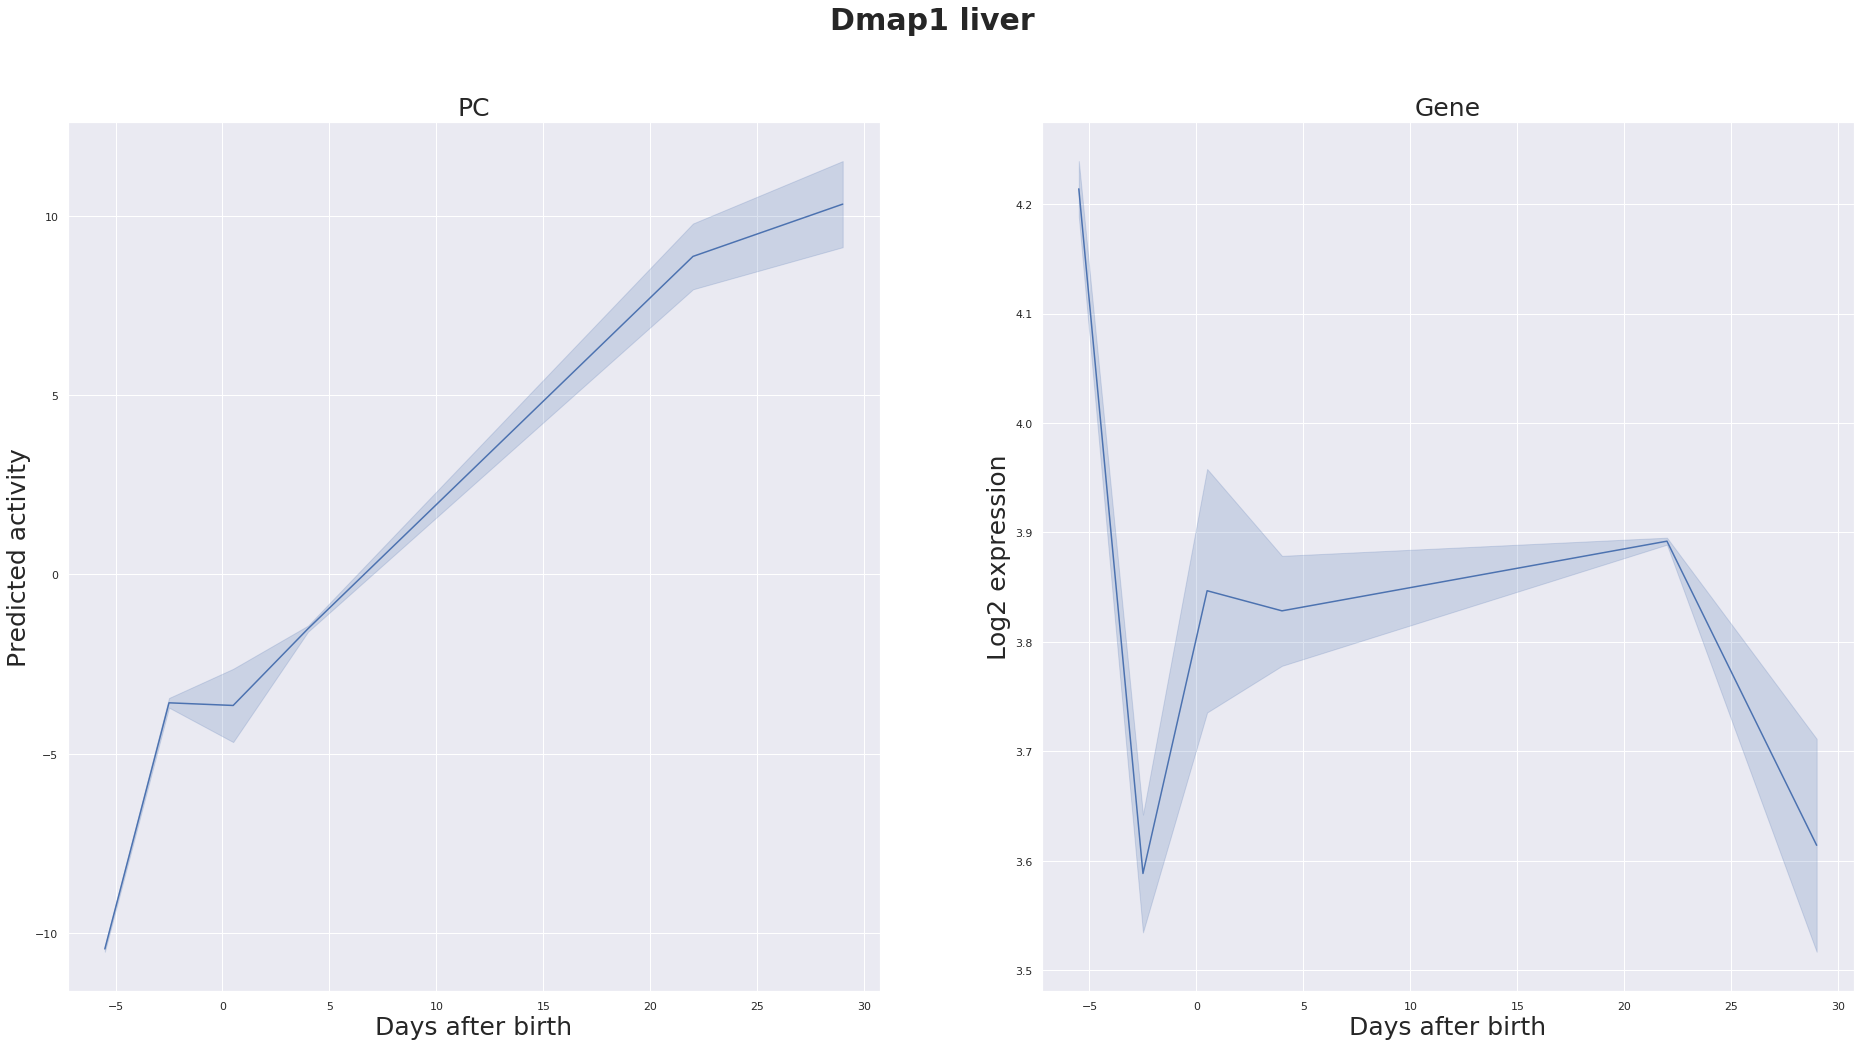 Dmap1 liver
PC
Predicted activity
10
5
0
−5
−10
−5 0 5 10 15 20 25 30
Days after birth
Gene
Log2 expression
4.2
4.1
4.0
3.9
3.8
3.7
3.6
3.5
−5 0 5 10 15 20 25 30
Days after birth